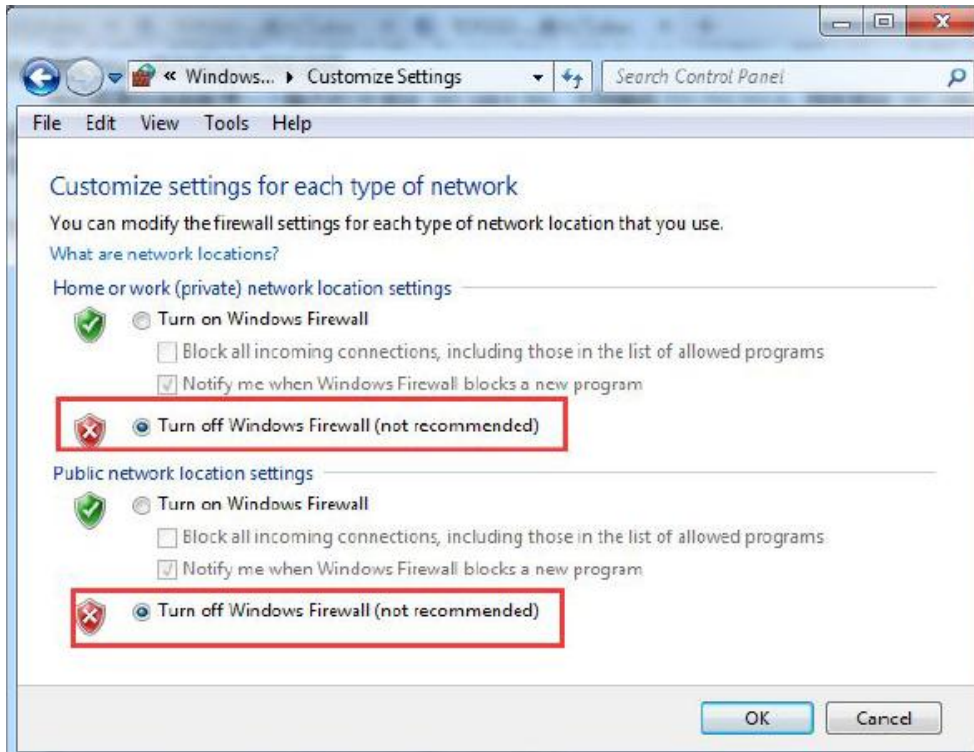 « Windows... ▸ Customize Settings
Search Control Panel
File Edit View Tools Help
Customize settings for each type of network
You can modify the firewall settings for each type of network location that you use.
What are network locations?
Home or work (private) network location settings
Turn on Windows Firewall
Block all incoming connections, including those in the list of allowed programs
Notify me when Windows Firewall blocks a new program
Turn off Windows Firewall (not recommended)
Public network location settings
Turn on Windows Firewall
Block all incoming connections, including those in the list of allowed programs
Notify me when Windows Firewall blocks a new program
Turn off Windows Firewall (not recommended)
OK Cancel